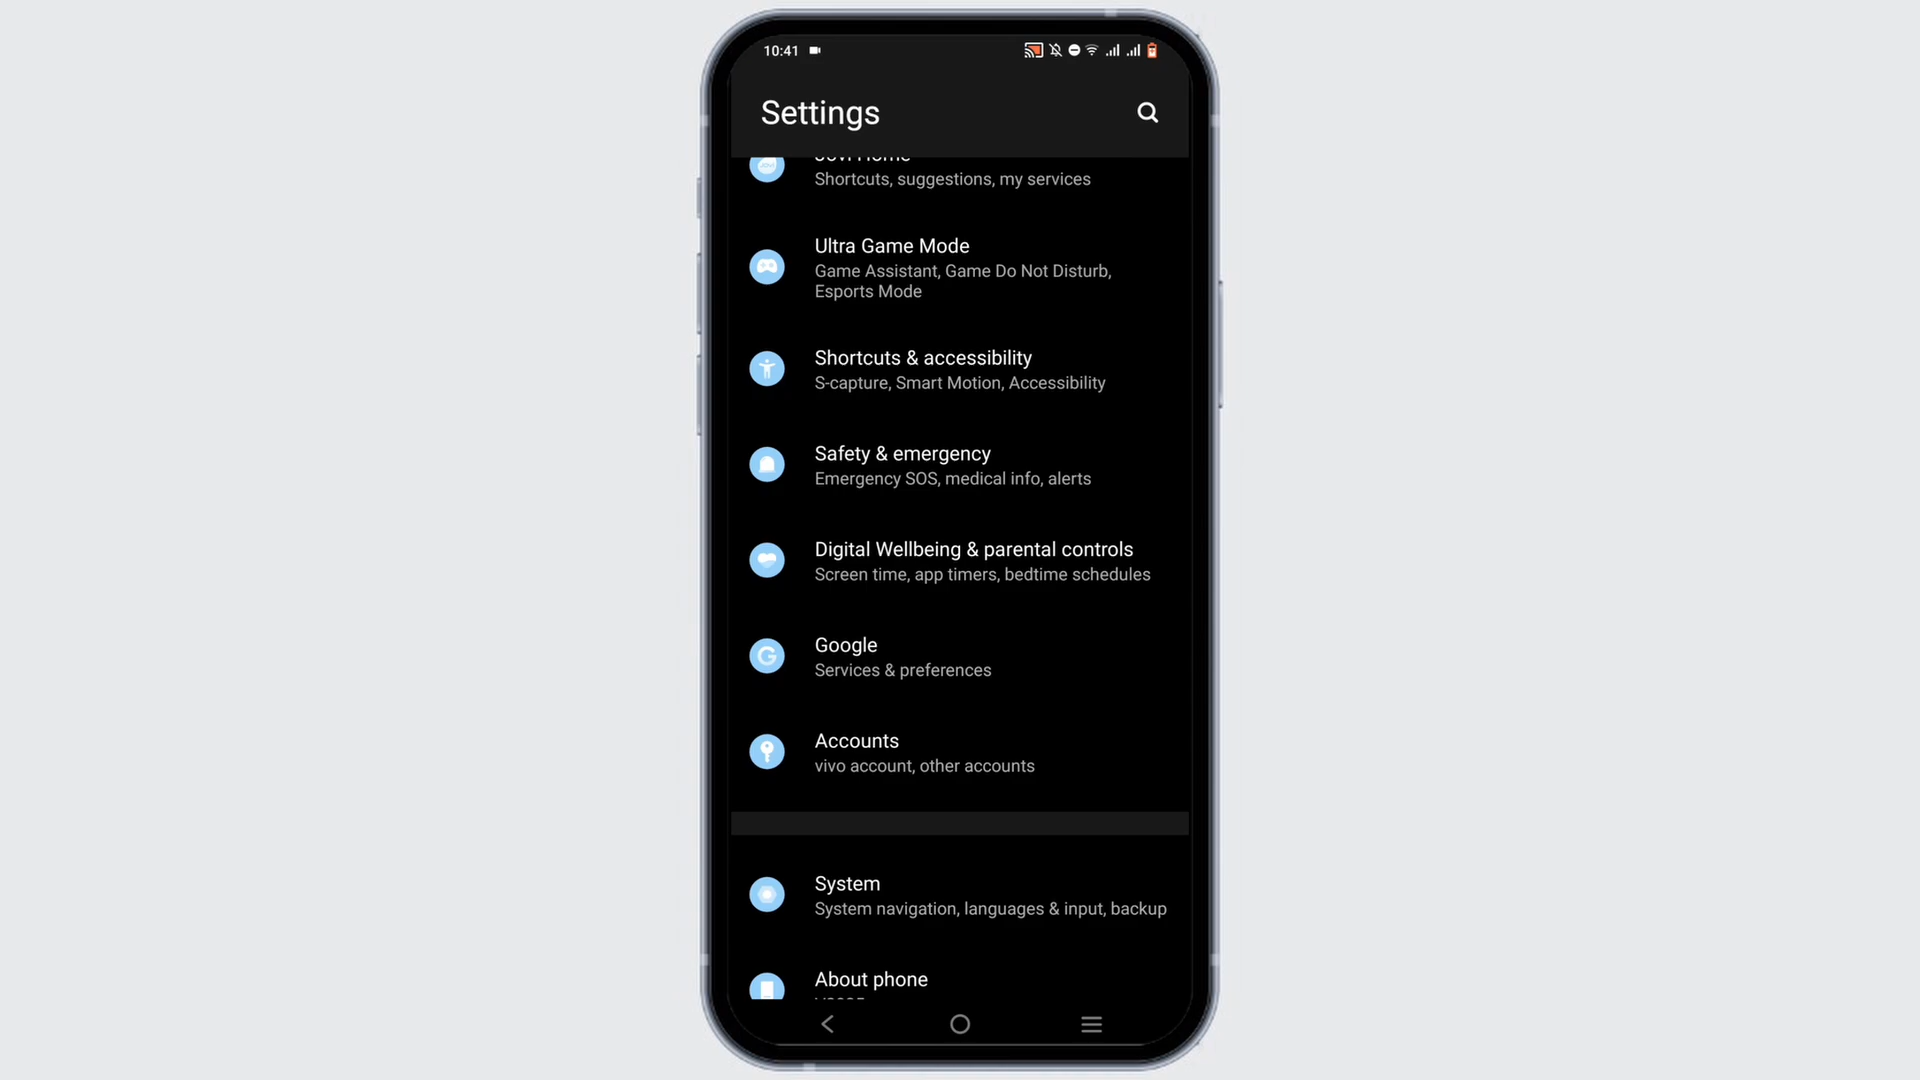 10:41
Settings
Jovi Home
Shortcuts, suggestions, my services
Ultra Game Mode
Game Assistant, Game Do Not Disturb,
Esports Mode
Shortcuts & accessibility
S-capture, Smart Motion, Accessibility
Safety & emergency
Emergency SOS, medical info, alerts
Digital Wellbeing & parental controls
Screen time, app timers, bedtime schedules
Google
Services & preferences
Accounts
vivo account, other accounts
System
System navigation, languages & input, backup
About phone